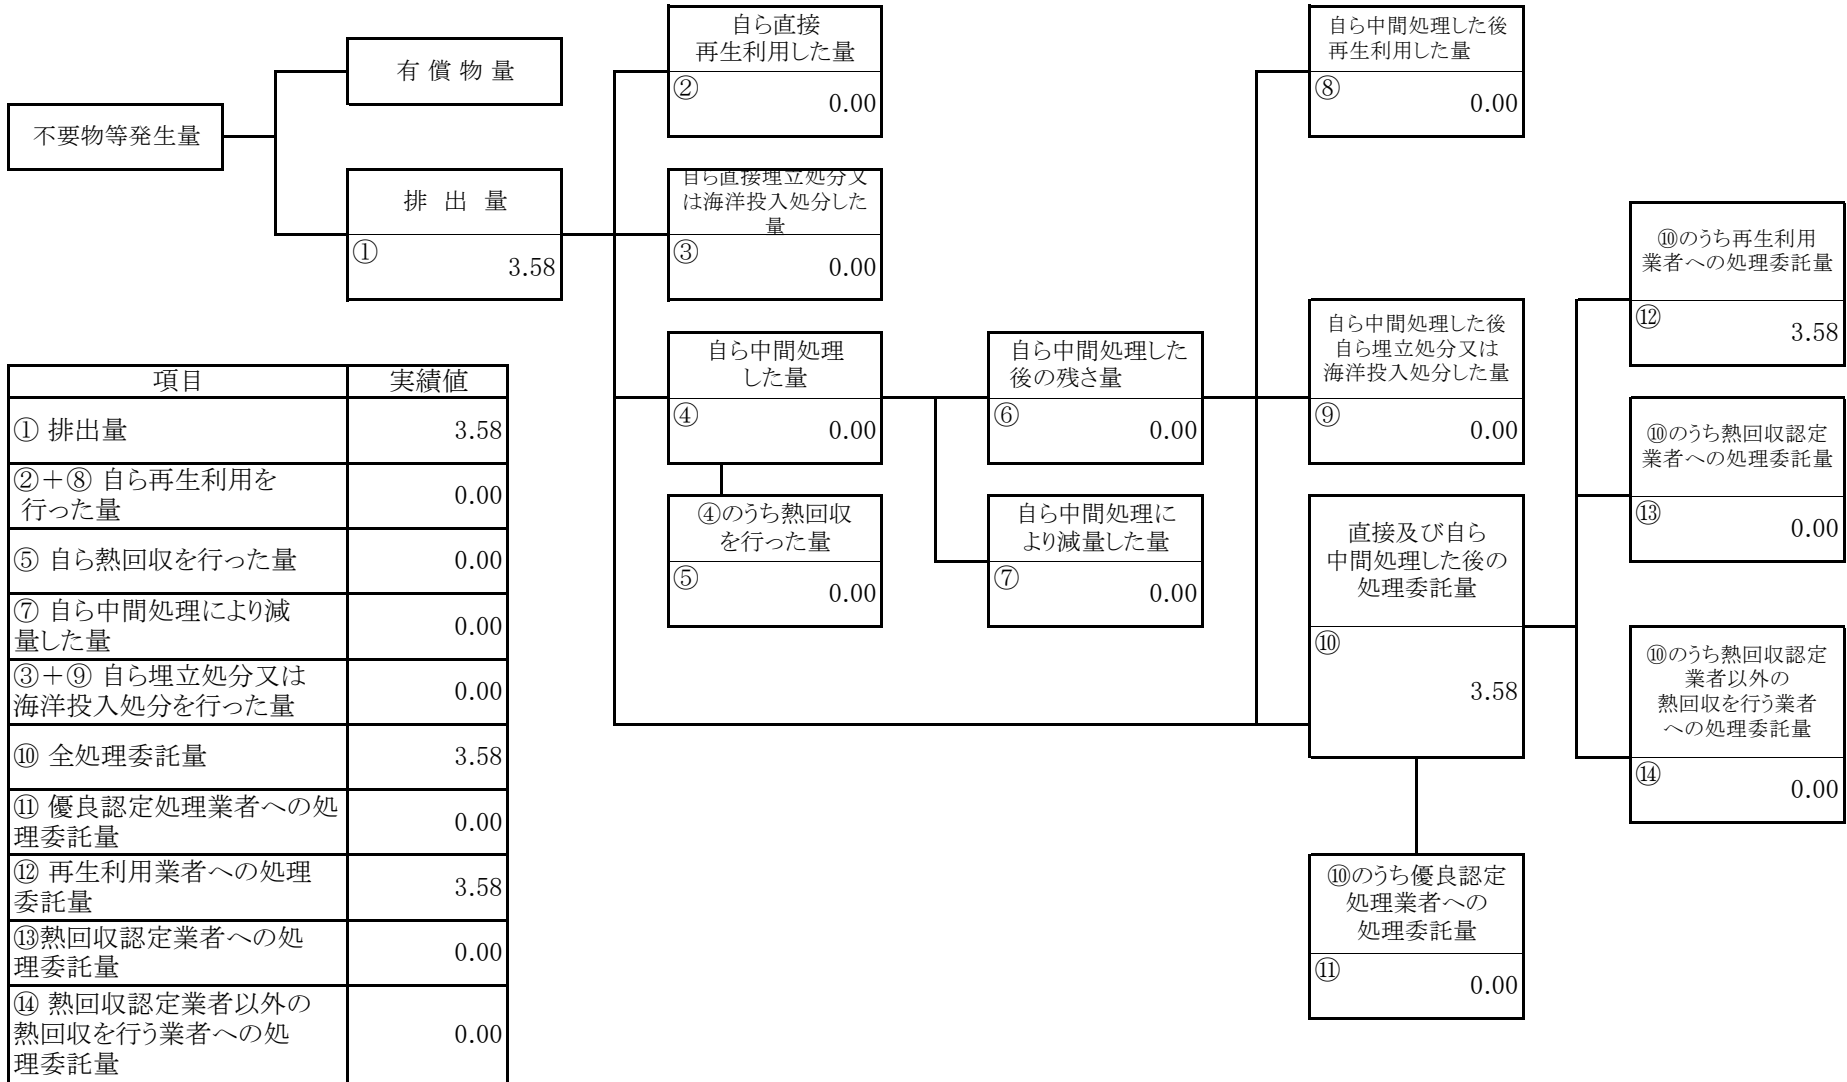 不要物等発生量
有 償 物 量
排 出 量
①
3.58
自ら直接
再生利用した量
②
0.00
自ら直接埋立処分又
は海洋投入処分した
量
③
0.00
自ら中間処理
した量
④
0.00
④のうち熱回収
を行った量
⑤
0.00
自ら中間処理した
後の残さ量
⑥
0.00
自ら中間処理に
より減量した量
⑦
0.00
自ら中間処理した後
再生利用した量
⑧
0.00
自ら中間処理した後
自ら埋立処分又は
海洋投入処分した量
⑨
0.00
直接及び自ら
中間処理した後の
処理委託量
⑩
3.58
⑩のうち優良認定
処理業者への
処理委託量
⑪
0.00
⑩のうち再生利用
業者への処理委託量
⑫
3.58
⑩のうち熱回収認定
業者への処理委託量
⑬
0.00
⑩のうち熱回収認定
業者以外の
熱回収を行う業者
への処理委託量
⑭
0.00
項目 実績値
① 排出量 3.58
②＋⑧ 自ら再生利用を
行った量 0.00
⑤ 自ら熱回収を行った量 0.00
⑦ 自ら中間処理により減
量した量 0.00
③＋⑨ 自ら埋立処分又は
海洋投入処分を行った量 0.00
⑩ 全処理委託量 3.58
⑪ 優良認定処理業者への処
理委託量 0.00
⑫ 再生利用業者への処理
委託量 3.58
⑬熱回収認定業者への処
理委託量 0.00
⑭ 熱回収認定業者以外の
熱回収を行う業者への処
理委託量 0.00